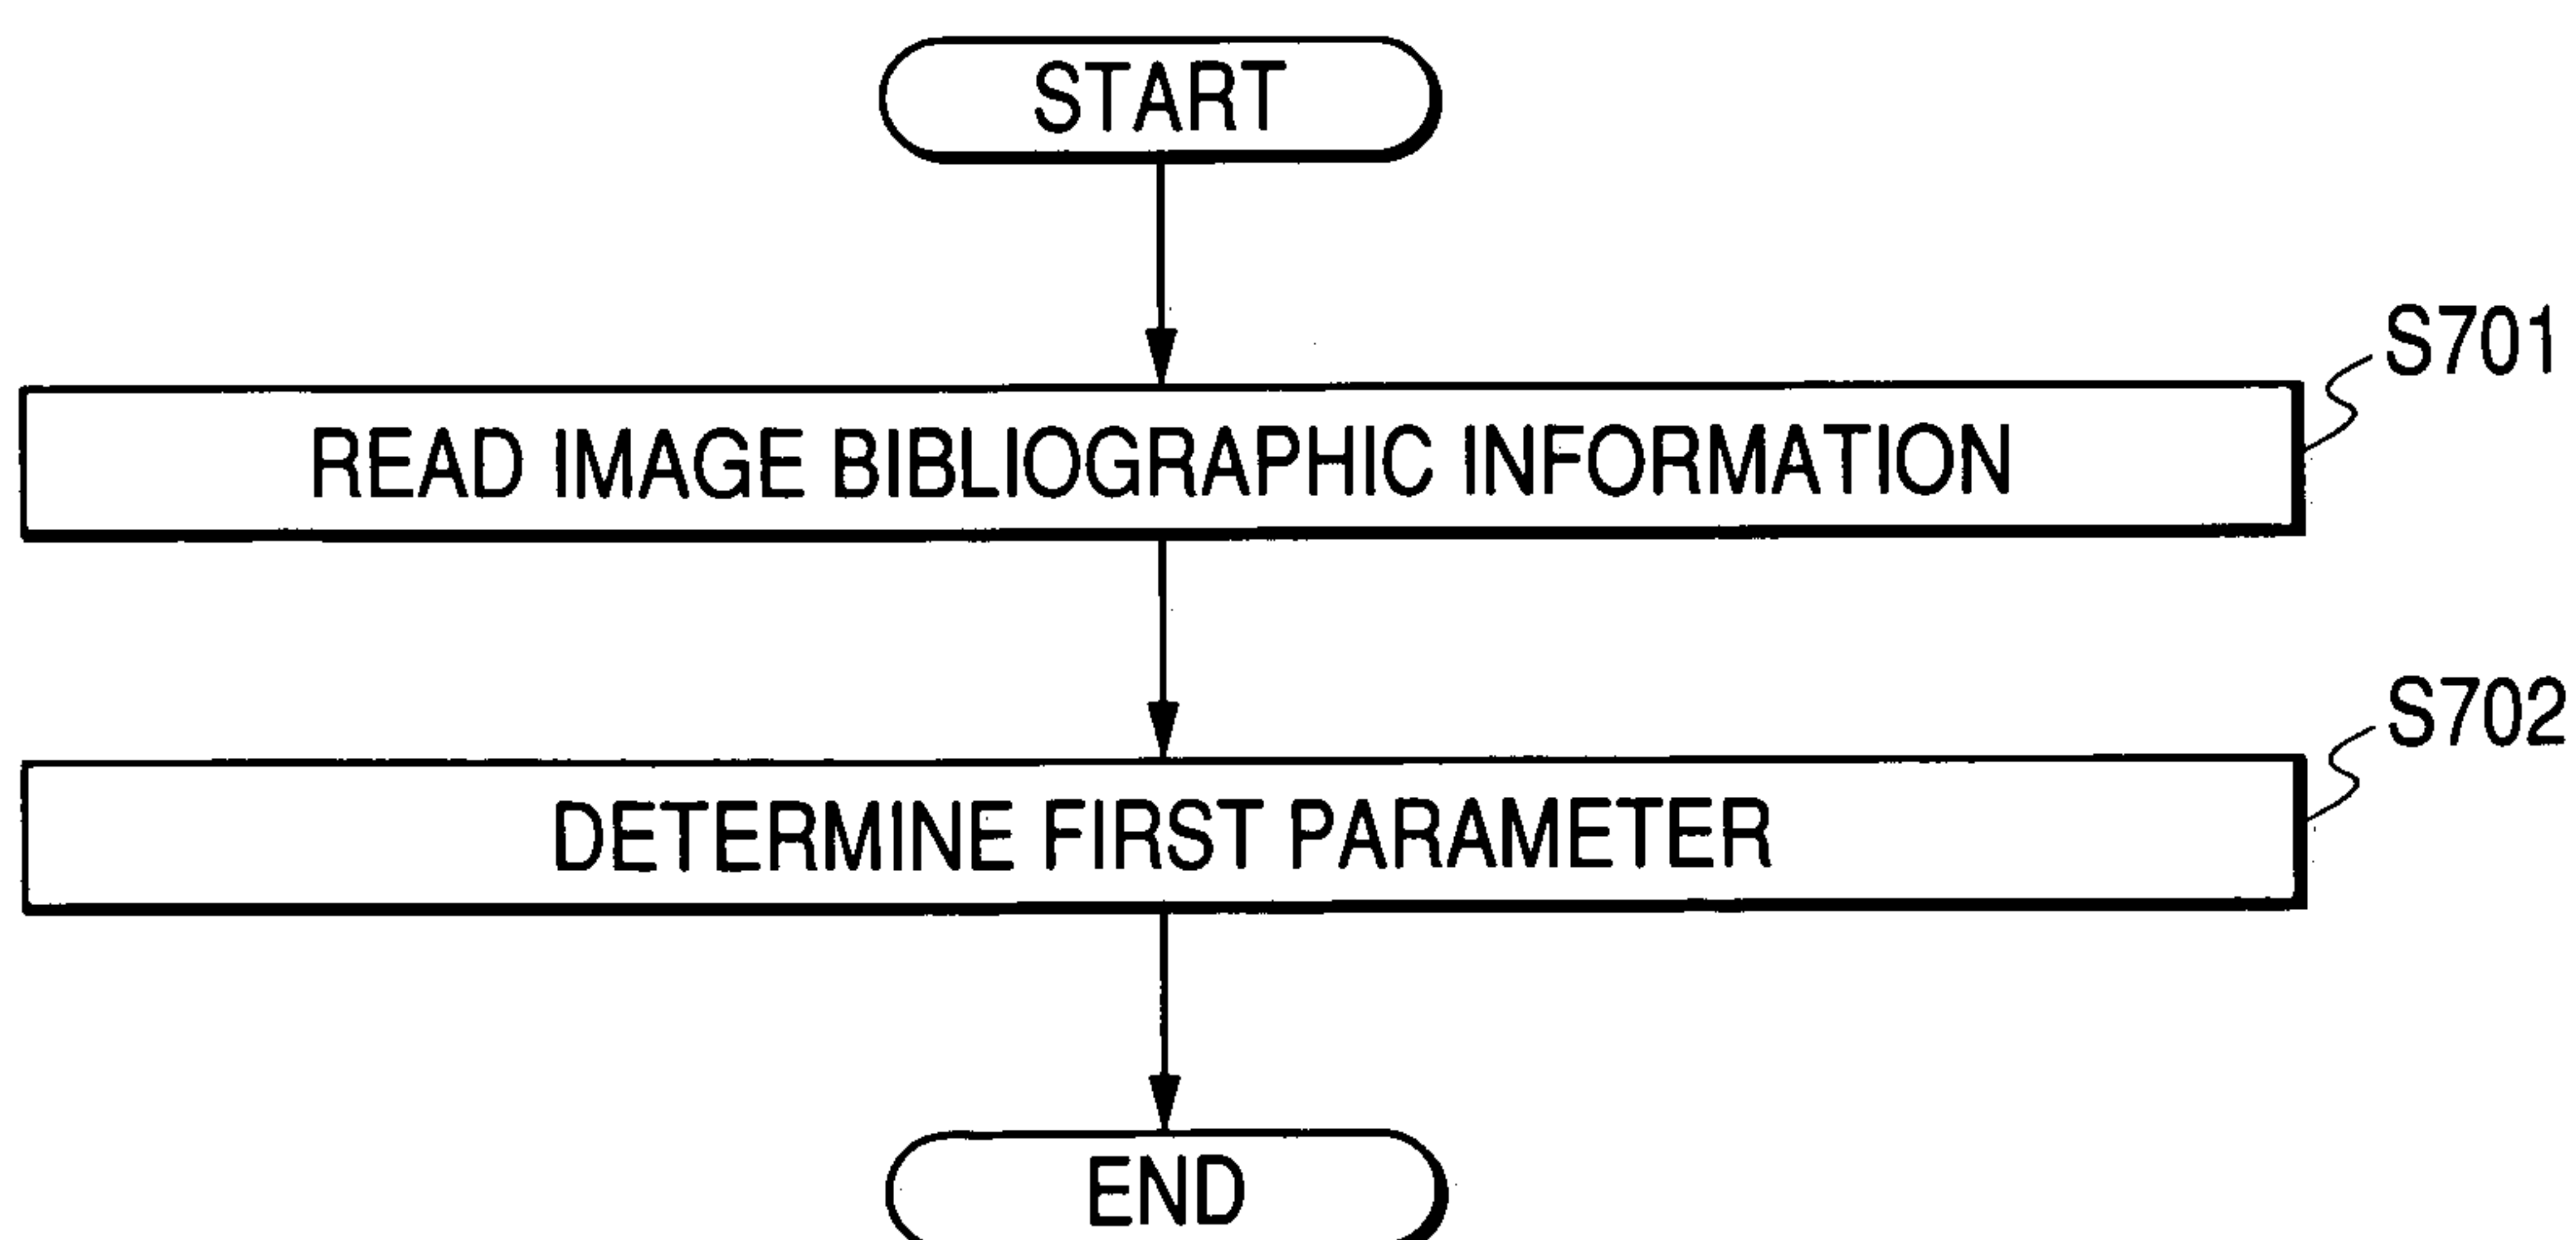 START
S701
READ IMAGE BIBLIOGRAPHIC INFORMATION
S702
DETERMINE FIRST PARAMETER
END